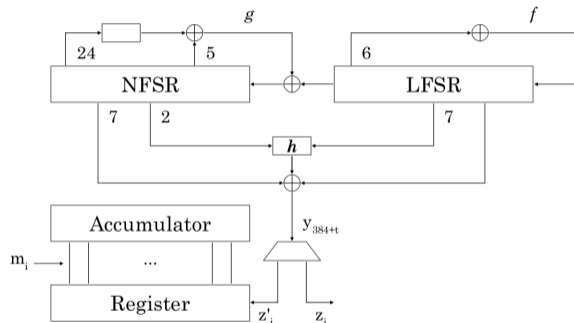 g
f
24
5
6
NFSR
LFSR
7
2
7
h
Accumulator
y384+t
mi
...
Register
z'i
zi